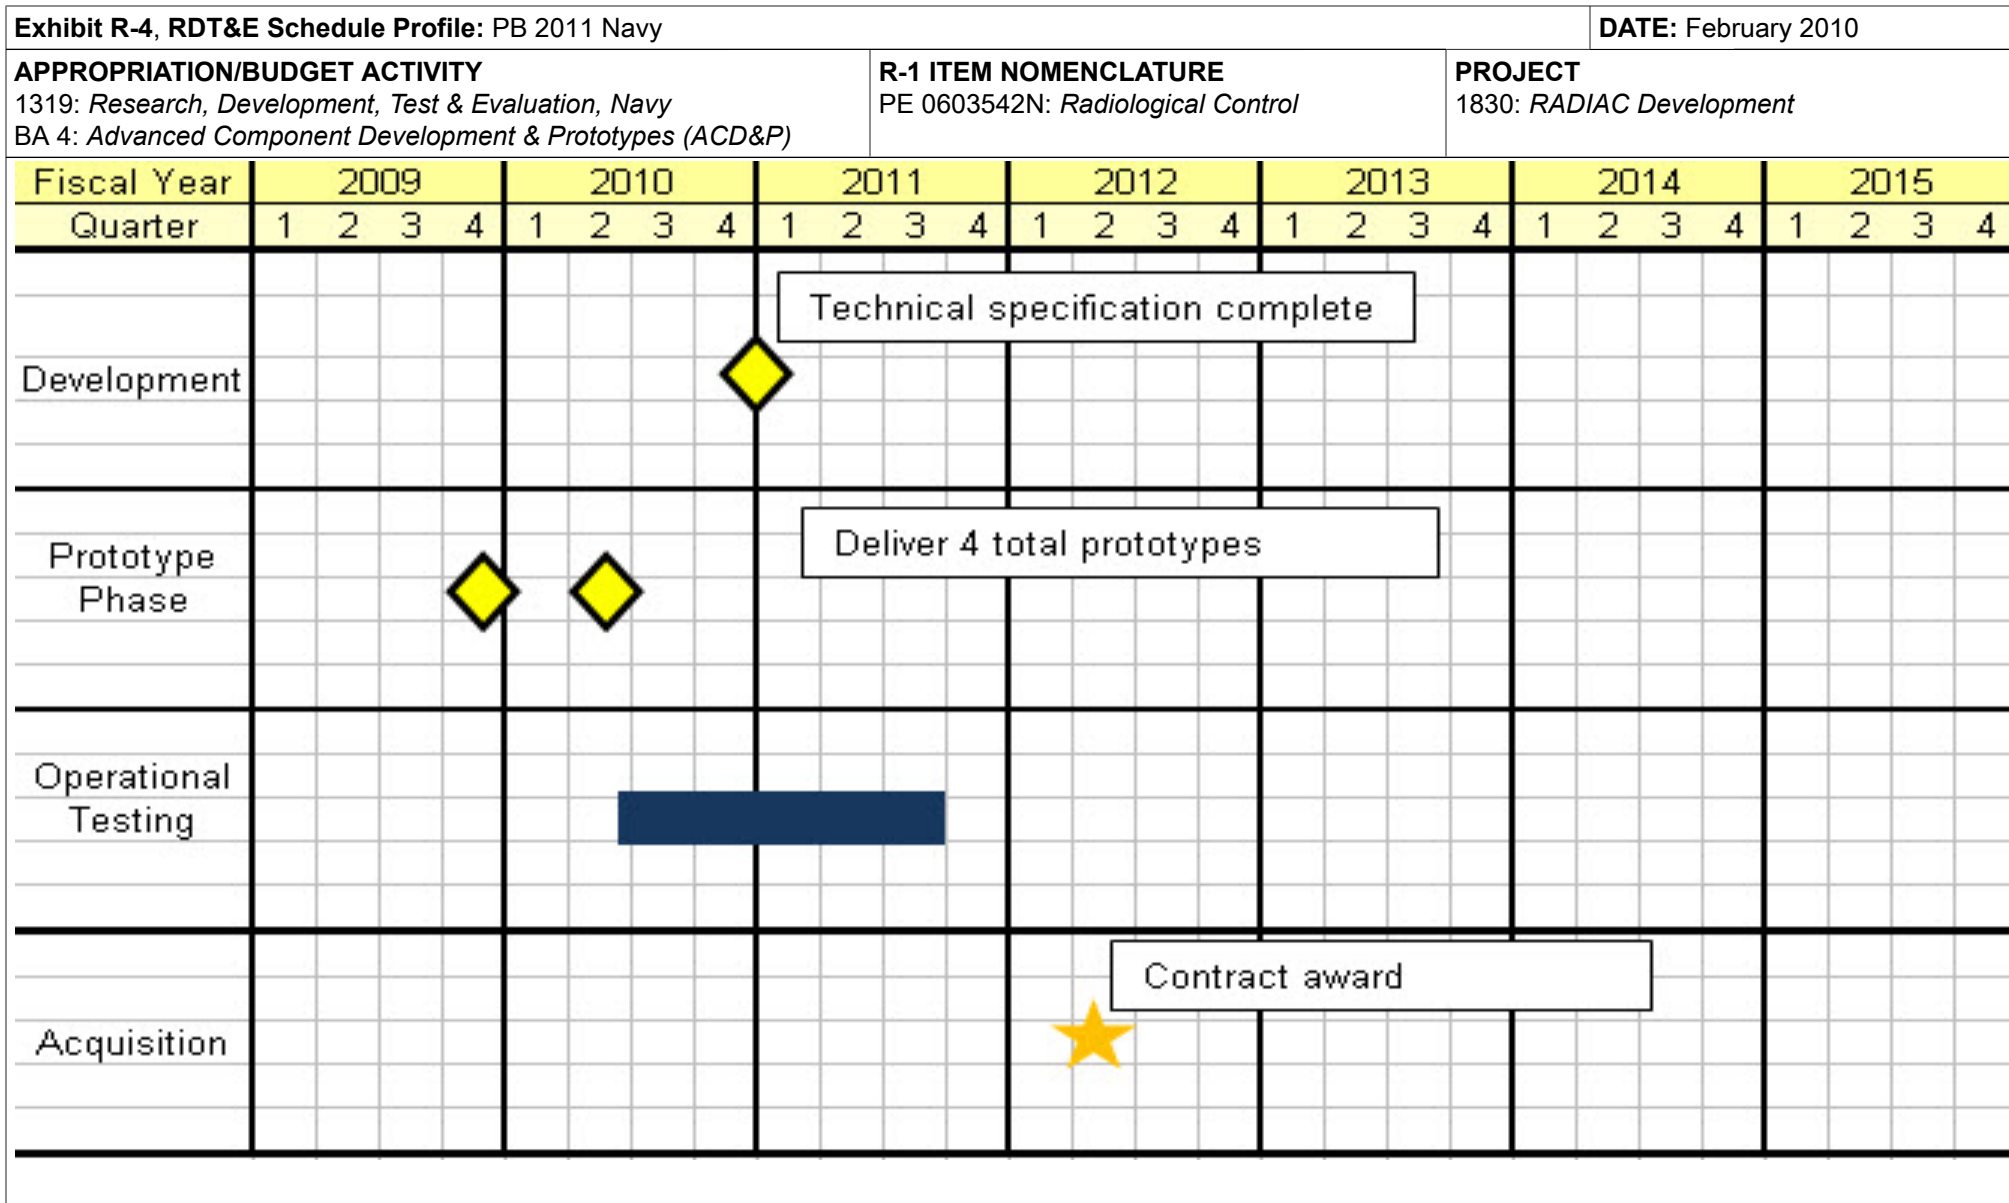 Exhibit R-4, RDT&E Schedule Profile: PB 2011 Navy
DATE: February 2010
APPROPRIATION/BUDGET ACTIVITY
1319: Research, Development, Test & Evaluation, Navy
BA 4: Advanced Component Development & Prototypes (ACD&P)
R-1 ITEM NOMENCLATURE
PE 0603542N: Radiological Control
PROJECT
1830: RADIAC Development
Fiscal Year 2009 2010 2011 2012 2013 2014 2015
Quarter 1 2 3 4 1 2 3 4 1 2 3 4 1 2 3 4 1 2 3 4 1 2 3 4 1 2 3 4
Technical specification complete
Development
Deliver 4 total prototypes
Prototype
Phase
Operational
Testing
Contract award
Acquisition